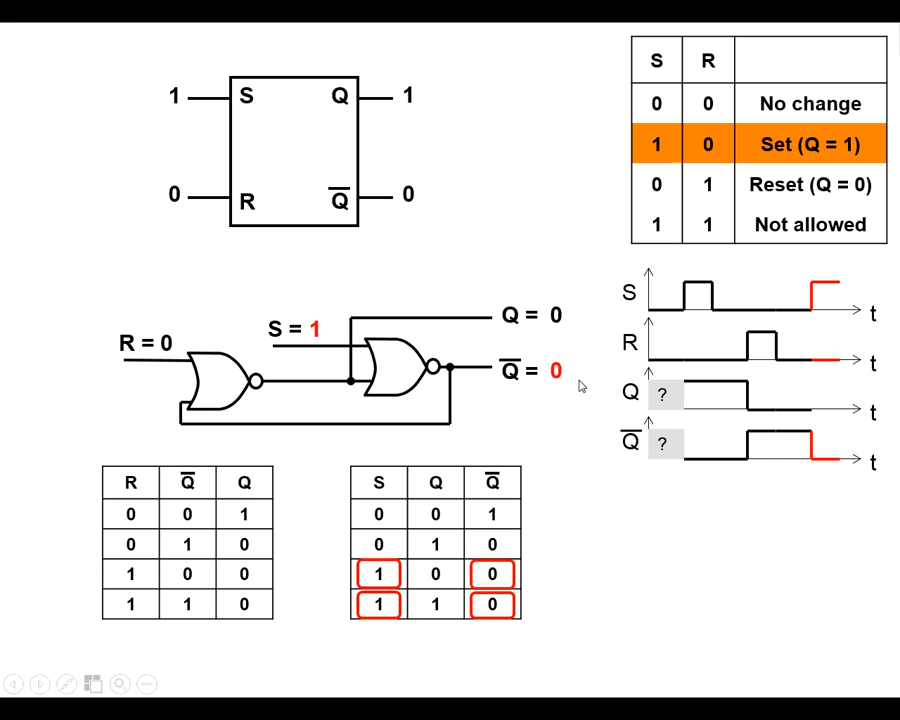 1 S Q 1
0 R Q̅ 0
S R
0 0 No change
1 0 Set (Q = 1)
0 1 Reset (Q = 0)
1 1 Not allowed
R = 0
S = 1
Q = 0
Q̅ = 0
S t
R t
Q ? t
Q̅ ? t
R Q̅ Q
0 0 1
0 1 0
1 0 0
1 1 0
S Q Q̅
0 0 1
0 1 0
1 0 0
1 1 0